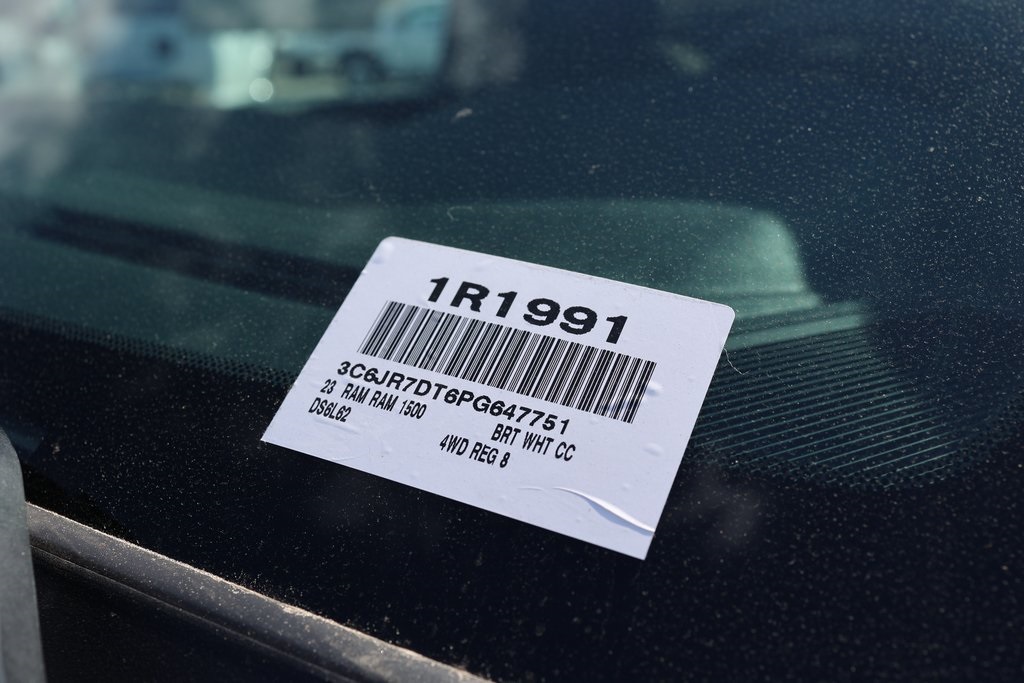 1R1991
3C6JR7DT6PG647751
23 RAM RAM 1500
DS6L62
BRT WHT CC
4WD REG 8